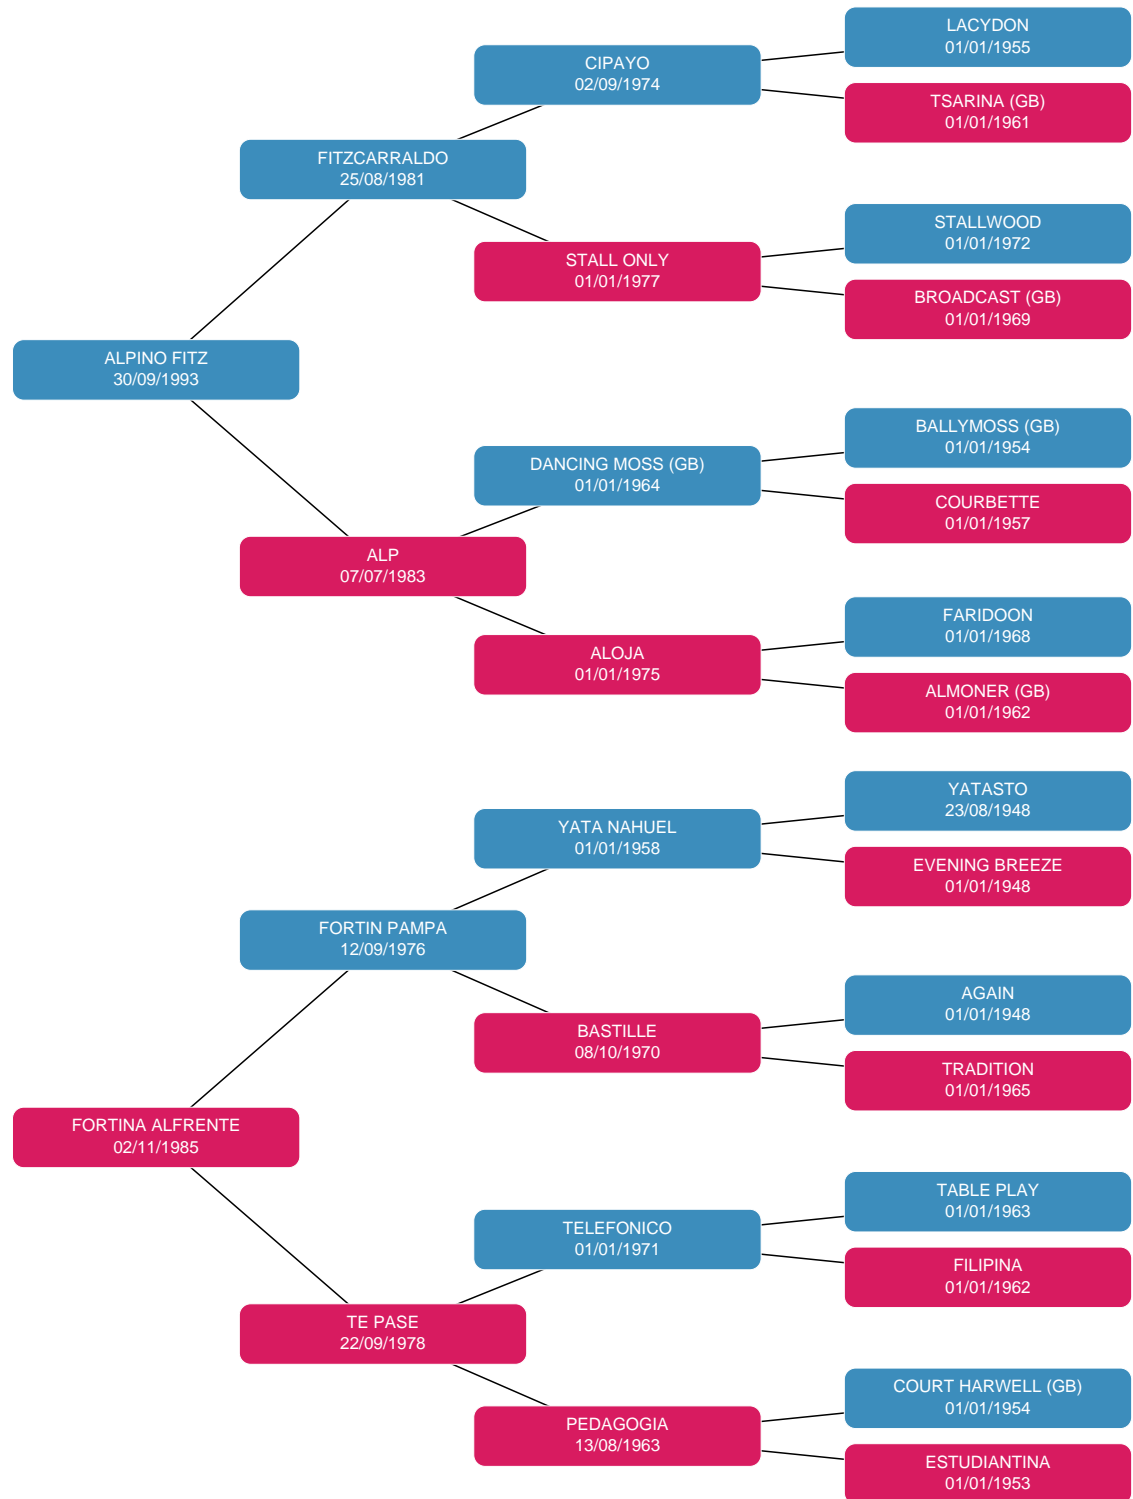 LACYDON
01/01/1955
CIPAYO
02/09/1974
TSARINA (GB)
01/01/1961
FITZCARRALDO
25/08/1981
STALLWOOD
01/01/1972
STALL ONLY
01/01/1977
BROADCAST (GB)
01/01/1969
ALPINO FITZ
30/09/1993
BALLYMOSS (GB)
01/01/1954
DANCING MOSS (GB)
01/01/1964
COURBETTE
01/01/1957
ALP
07/07/1983
FARIDOON
01/01/1968
ALOJA
01/01/1975
ALMONER (GB)
01/01/1962
YATASTO
23/08/1948
YATA NAHUEL
01/01/1958
EVENING BREEZE
01/01/1948
FORTIN PAMPA
12/09/1976
AGAIN
01/01/1948
BASTILLE
08/10/1970
TRADITION
01/01/1965
FORTINA ALFRENTE
02/11/1985
TABLE PLAY
01/01/1963
TELEFONICO
01/01/1971
FILIPINA
01/01/1962
TE PASE
22/09/1978
COURT HARWELL (GB)
01/01/1954
PEDAGOGIA
13/08/1963
ESTUDIANTINA
01/01/1953